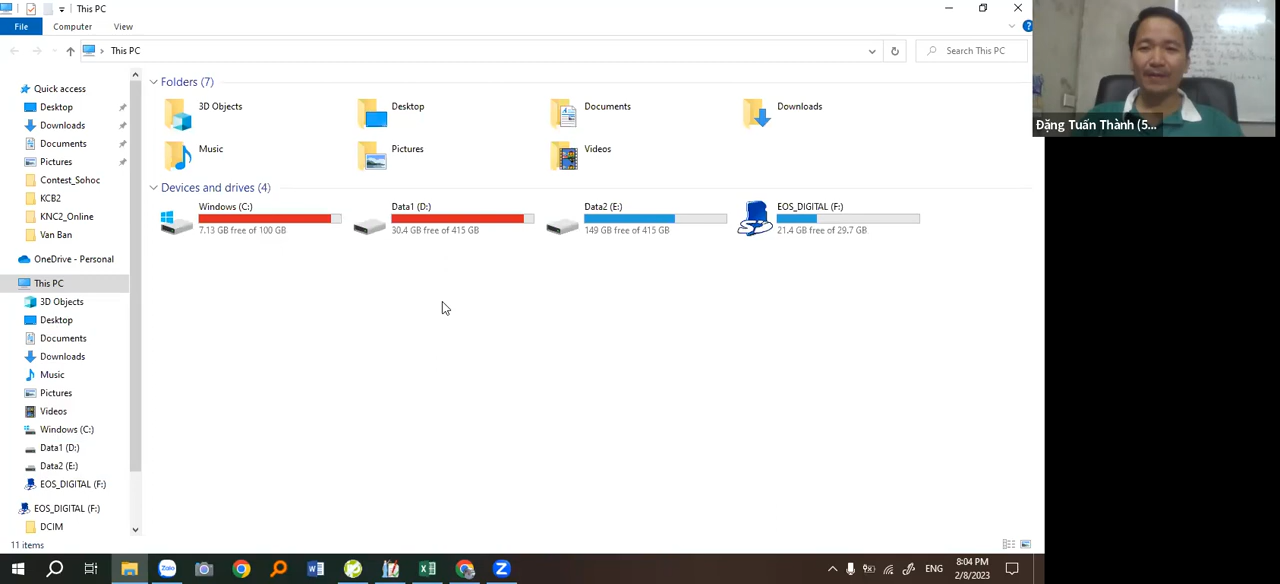 This PC
File
Computer
View
This PC
Search This PC
Quick access
Desktop
Downloads
Documents
Pictures
Contest_Sohoc
KCB2
KNC2_Online
Van Ban
OneDrive - Personal
This PC
3D Objects
Desktop
Documents
Downloads
Music
Pictures
Videos
Windows (C:)
Data1 (D:)
Data2 (E:)
EOS_DIGITAL (F:)
EOS_DIGITAL (F:)
DCIM
Folders (7)
3D Objects
Desktop
Documents
Downloads
Music
Pictures
Videos
Devices and drives (4)
Windows (C:)
7.13 GB free of 100 GB
Data1 (D:)
30.4 GB free of 415 GB
Data2 (E:)
149 GB free of 415 GB
EOS_DIGITAL (F:)
21.4 GB free of 29.7 GB
11 items
Zalo
ENG
8:04 PM
2/8/2023
Đặng Tuấn Thành (5...